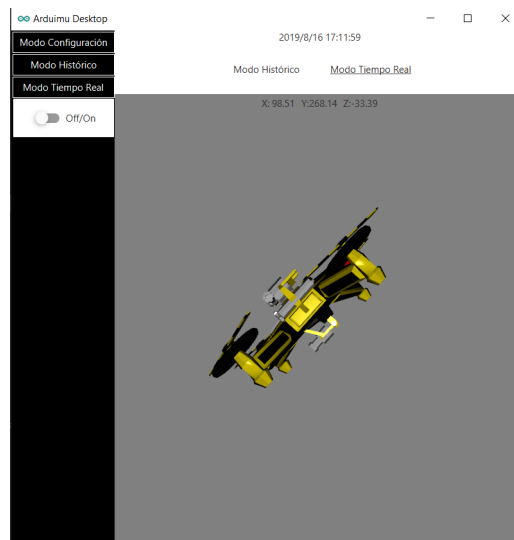 Arduimu Desktop
Modo Configuración
Modo Histórico
Modo Tiempo Real
Off/On
2019/8/16 17:11:59
Modo Histórico Modo Tiempo Real
X: 98.51 Y:268.14 Z:-33.39